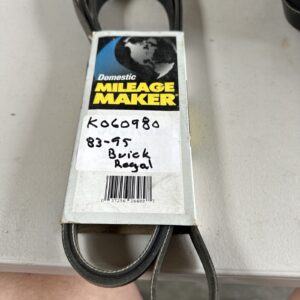 Domestic
MILEAGE
MAKER
K060980
83-95
Buick
Regal